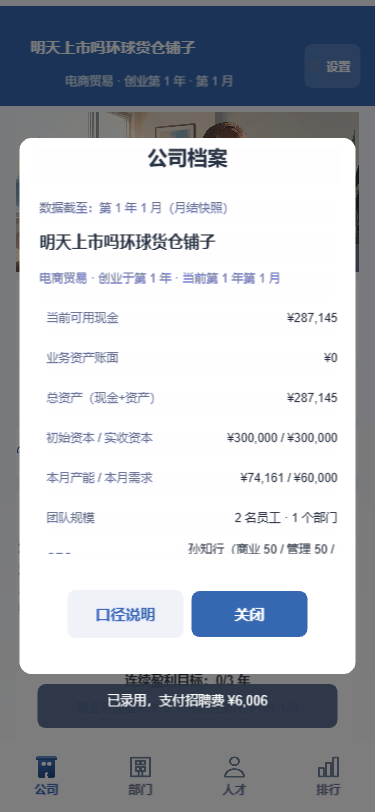 明天上市吗环球货仓铺子
电商贸易 · 创业第 1 年 · 第 1 月
设置
公司档案
数据截至：第 1 年 1 月（月结快照）
明天上市吗环球货仓铺子
电商贸易 · 创业于第 1 年 · 当前第 1 年第 1 月
当前可用现金 ¥287,145
业务资产账面 ¥0
总资产（现金+资产） ¥287,145
初始资本 / 实收资本 ¥300,000 / ¥300,000
本月产能 / 本月需求 ¥74,161 / ¥60,000
团队规模 2 名员工 · 1 个部门
孙知行（商业 50 / 管理 50 /
口径说明 关闭
连续盈利目标：0/3 年
已录用，支付招聘费 ¥6,006
公司 部门 人才 排行